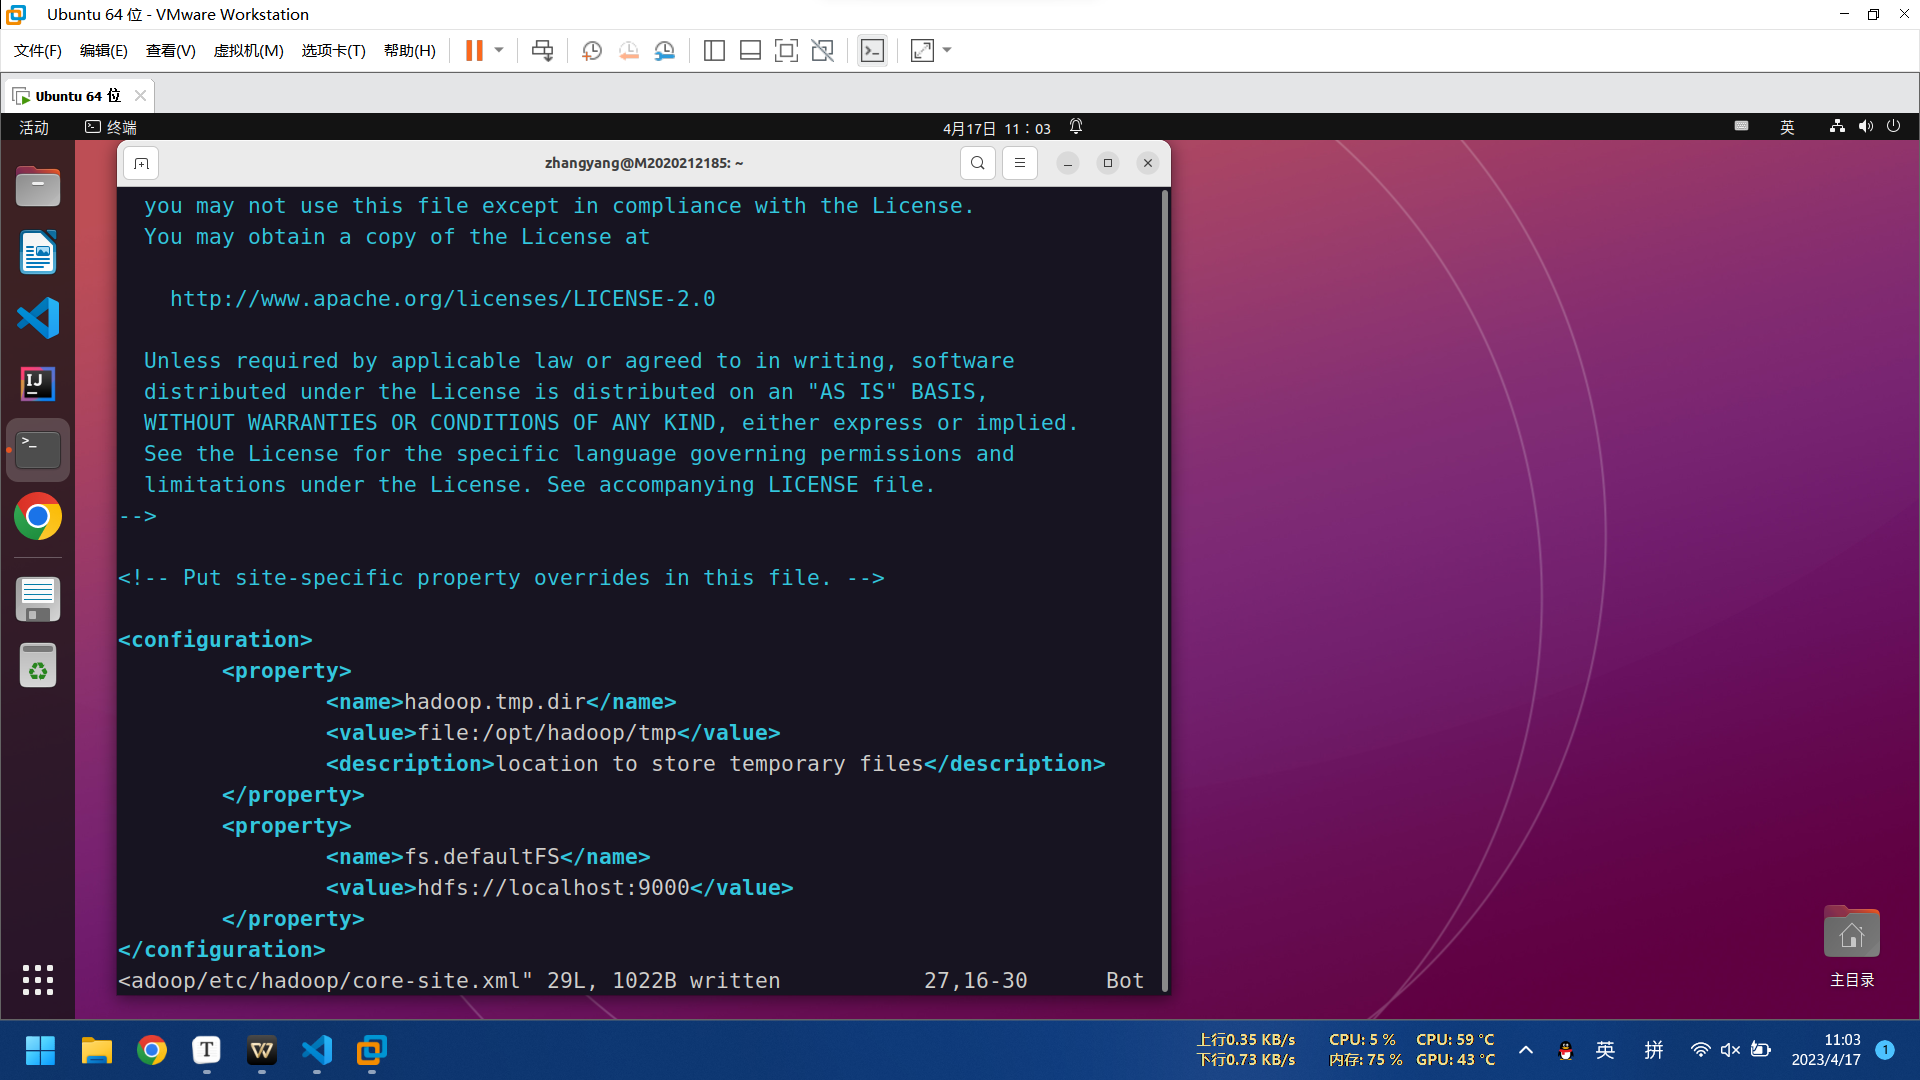 Ubuntu 64 位 - VMware Workstation
文件(F) 编辑(E) 查看(V) 虚拟机(M) 选项卡(T) 帮助(H)
Ubuntu 64 位
活动 终端 4月17日 11：03 英
zhangyang@M2020212185: ~
you may not use this file except in compliance with the License.
You may obtain a copy of the License at
http://www.apache.org/licenses/LICENSE-2.0
Unless required by applicable law or agreed to in writing, software
distributed under the License is distributed on an "AS IS" BASIS,
WITHOUT WARRANTIES OR CONDITIONS OF ANY KIND, either express or implied.
See the License for the specific language governing permissions and
limitations under the License. See accompanying LICENSE file.
-->
<!-- Put site-specific property overrides in this file. -->
<configuration>
<property>
<name>hadoop.tmp.dir</name>
<value>file:/opt/hadoop/tmp</value>
<description>location to store temporary files</description>
</property>
<property>
<name>fs.defaultFS</name>
<value>hdfs://localhost:9000</value>
</property>
</configuration>
<adoop/etc/hadoop/core-site.xml" 29L, 1022B written 27,16-30 Bot
主目录
上行0.35 KB/s CPU: 5 % CPU: 59 °C
下行0.73 KB/s 内存: 75 % GPU: 43 °C
英 拼
11:03
2023/4/17
1